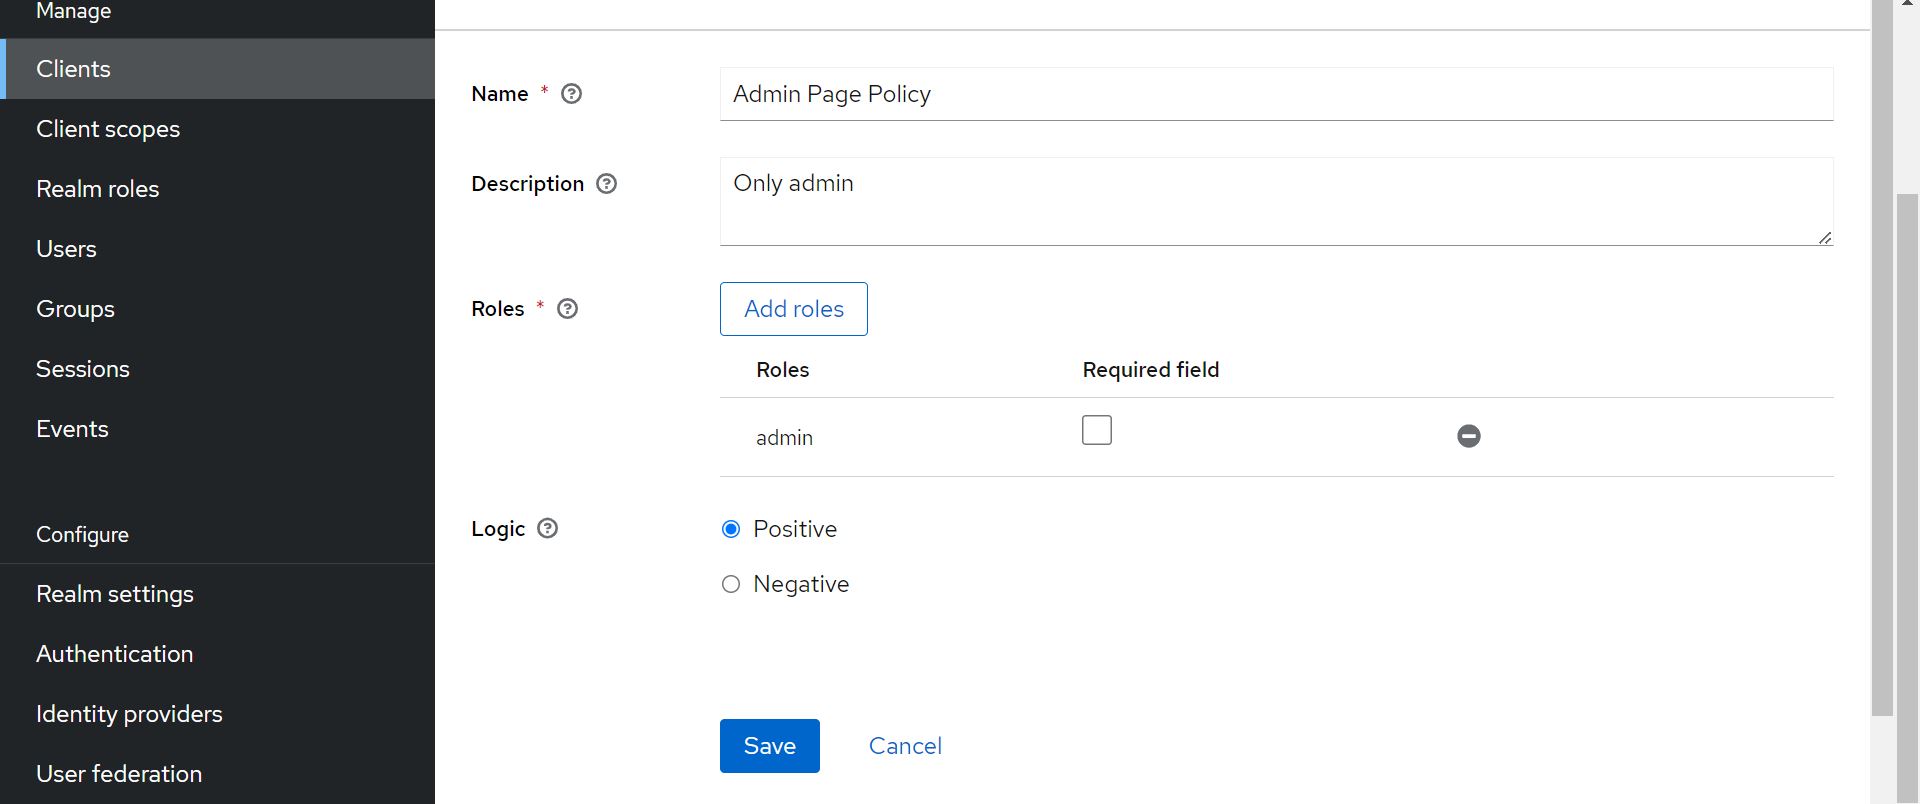 Manage
Clients
Client scopes
Realm roles
Users
Groups
Sessions
Events
Configure
Realm settings
Authentication
Identity providers
User federation
Name *
Admin Page Policy
Description
Only admin
Roles *
Add roles
Roles Required field
admin
Logic
Positive
Negative
Save Cancel